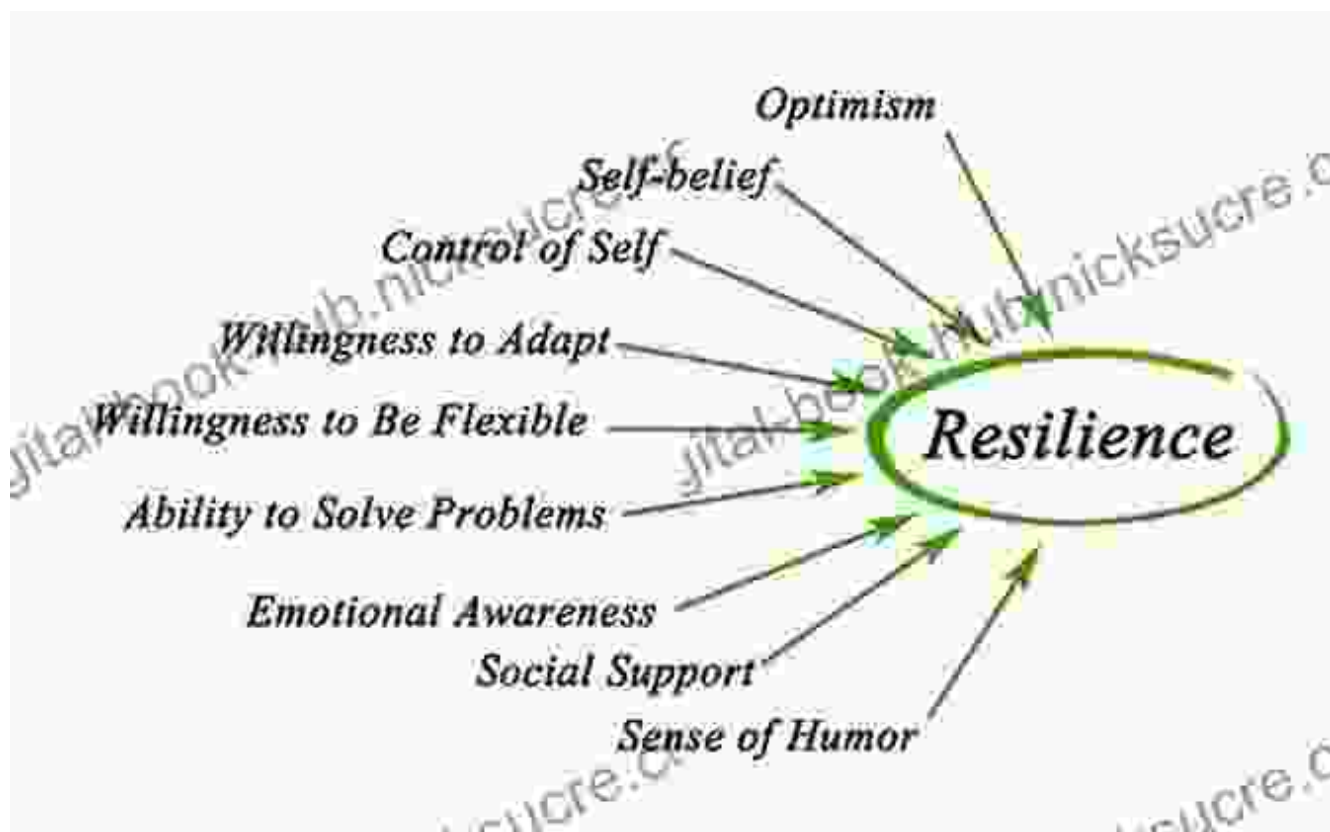 Optimism
Self-belief
Control of Self
Willingness to Adapt
Willingness to Be Flexible
Resilience
Ability to Solve Problems
Emotional Awareness
Social Support
Sense of Humor